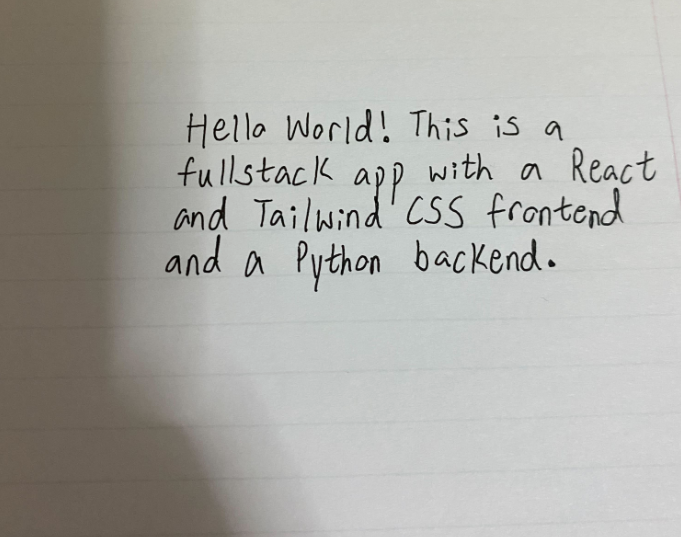 Hello World! This is a
fullstack app with a React
and Tailwind CSS frontend
and a Python backend.